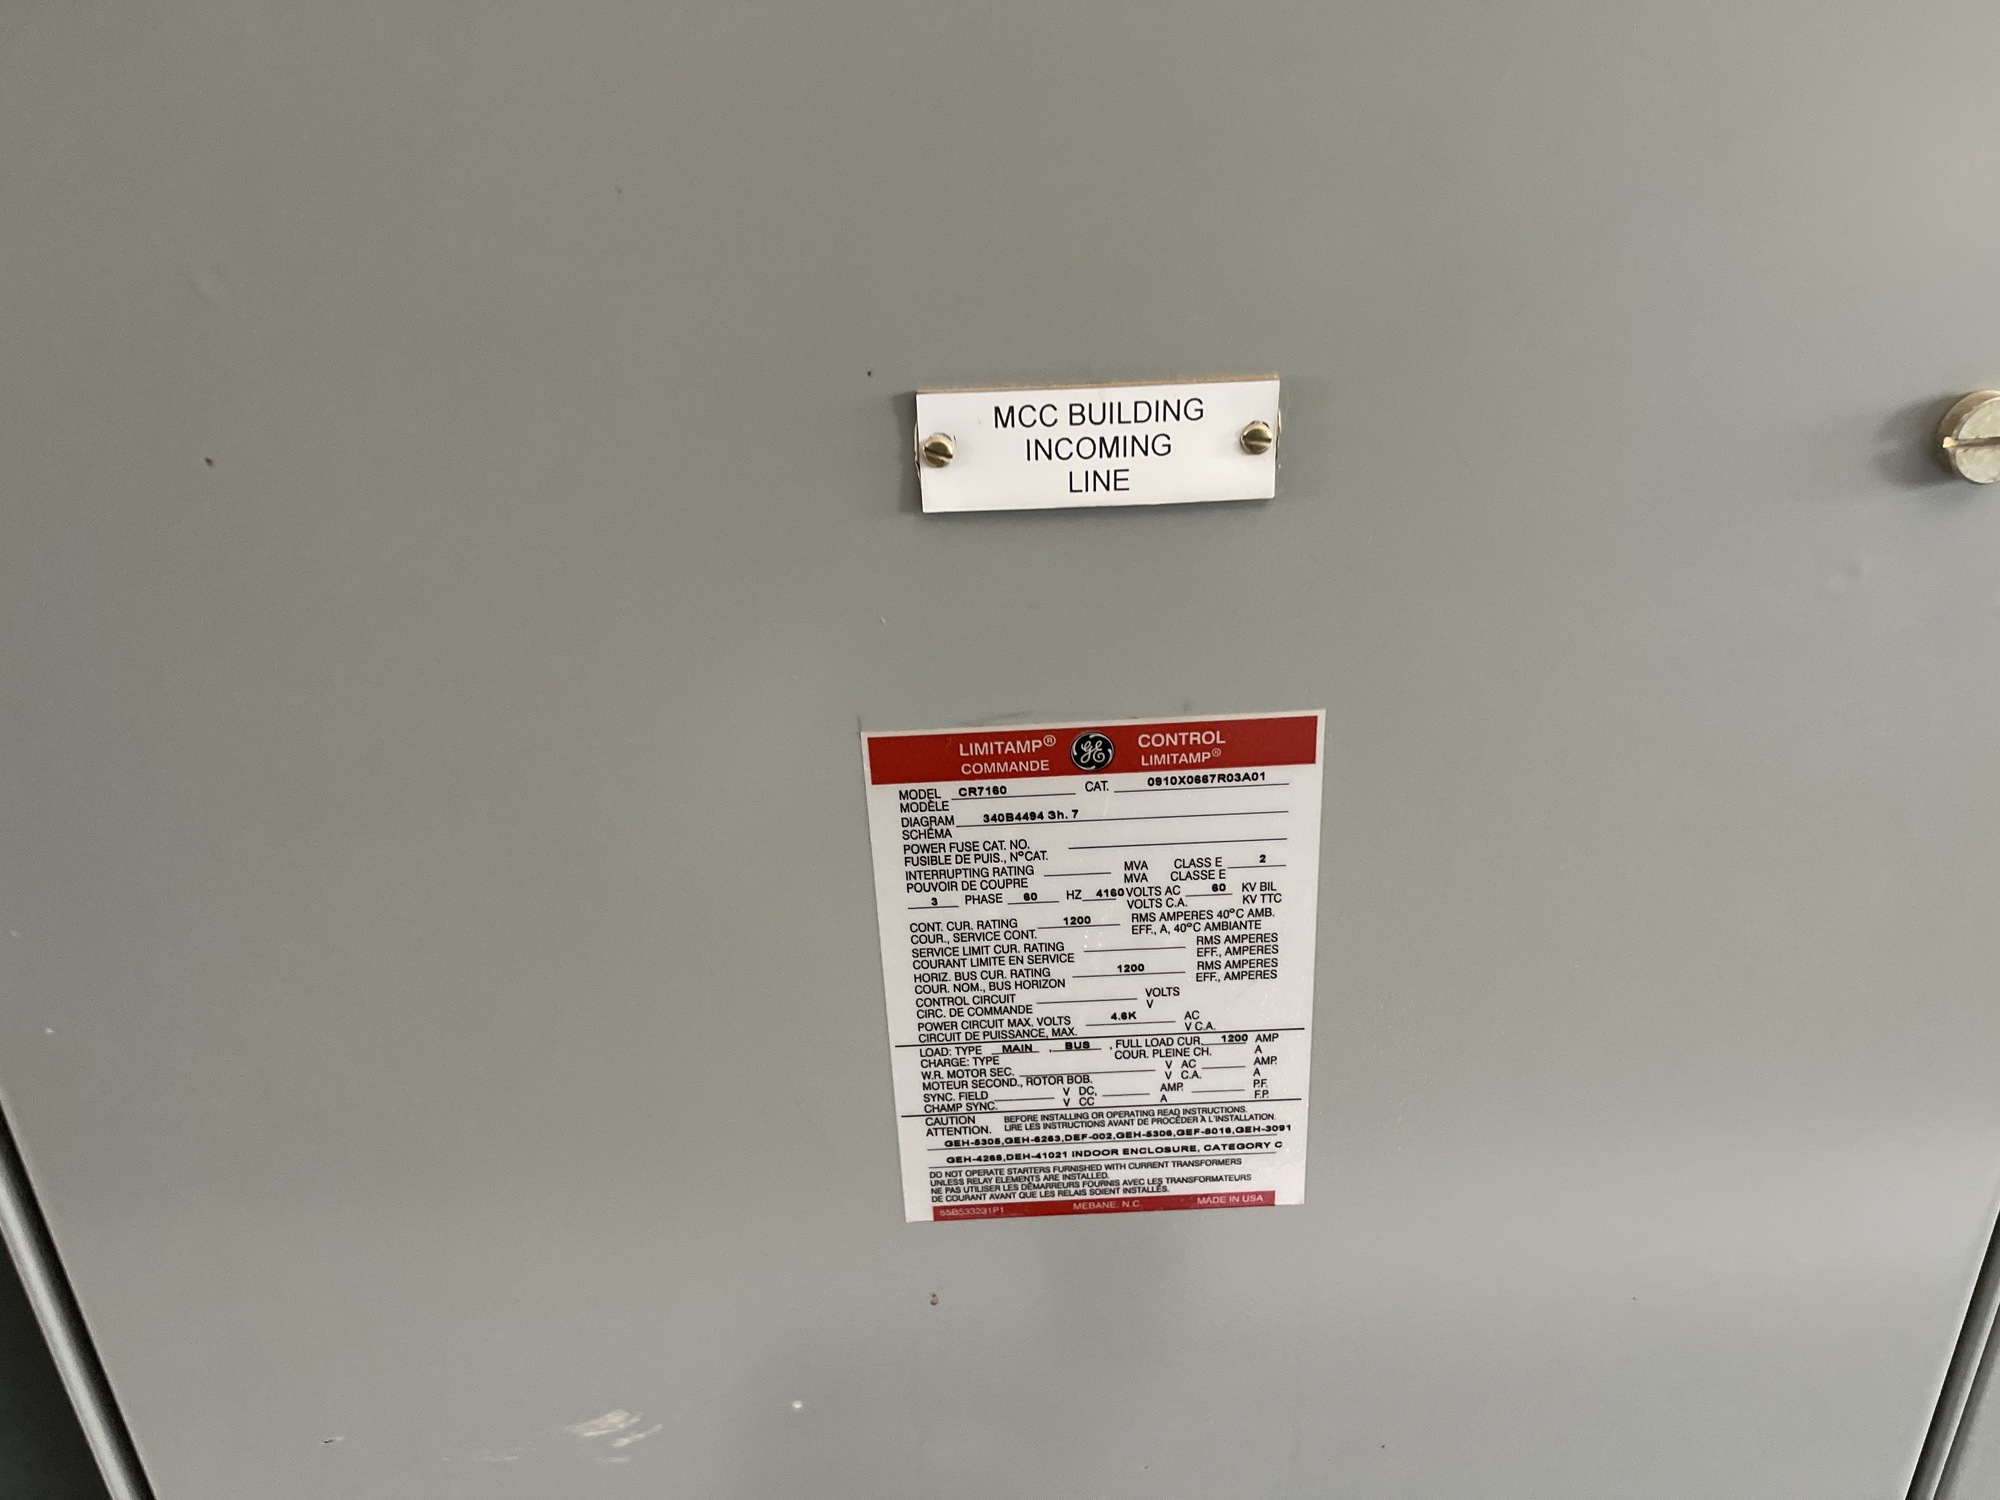 MCC BUILDING
INCOMING
LINE
LIMITAMP® GE CONTROL
COMMANDE LIMITAMP®
MODEL CR7160 CAT. 0910X0667R03A01
MODÈLE
DIAGRAM 340B4494 Sh. 7
SCHÉMA
POWER FUSE CAT. NO.
FUSIBLE DE PUIS., NºCAT.
INTERRUPTING RATING MVA CLASS E 2
POUVOIR DE COUPRE MVA CLASSE E
3 PHASE 60 HZ 4160 VOLTS AC 60 KV BIL
VOLTS C.A. KV TTC
CONT. CUR. RATING 1200 RMS AMPERES 40ºC AMB.
COUR., SERVICE CONT. EFF., A, 40ºC AMBIANTE
SERVICE LIMIT CUR. RATING RMS AMPERES
COURANT LIMITE EN SERVICE EFF., AMPERES
HORIZ. BUS CUR. RATING 1200 RMS AMPERES
COUR. NOM., BUS HORIZON EFF., AMPERES
CONTROL CIRCUIT VOLTS
CIRC. DE COMMANDE V
POWER CIRCUIT MAX. VOLTS 4.6K AC
CIRCUIT DE PUISSANCE, MAX. V C.A.
LOAD: TYPE MAIN , BUS , FULL LOAD CUR. 1200 AMP
CHARGE: TYPE COUR. PLEINE CH. A
W.R. MOTOR SEC. V AC AMP.
MOTEUR SECOND., ROTOR BOB. V C.A. A
SYNC. FIELD V DC, AMP. P.F.
CHAMP SYNC. V CC A F.P.
CAUTION BEFORE INSTALLING OR OPERATING READ INSTRUCTIONS.
ATTENTION. LIRE LES INSTRUCTIONS AVANT DE PROCÉDER À L'INSTALLATION.
GEH-5305,GEH-6263,DEF-002,GEH-5306,GEF-8016,GEH-3091
GEH-4268,DEH-41021 INDOOR ENCLOSURE, CATEGORY C
DO NOT OPERATE STARTERS FURNISHED WITH CURRENT TRANSFORMERS
UNLESS RELAY ELEMENTS ARE INSTALLED.
NE PAS UTILISER LES DÉMARREURS FOURNIS AVEC LES TRANSFORMATEURS
DE COURANT AVANT QUE LES RELAIS SOIENT INSTALLÉS.
55B533231P1 MEBANE, N.C. MADE IN USA